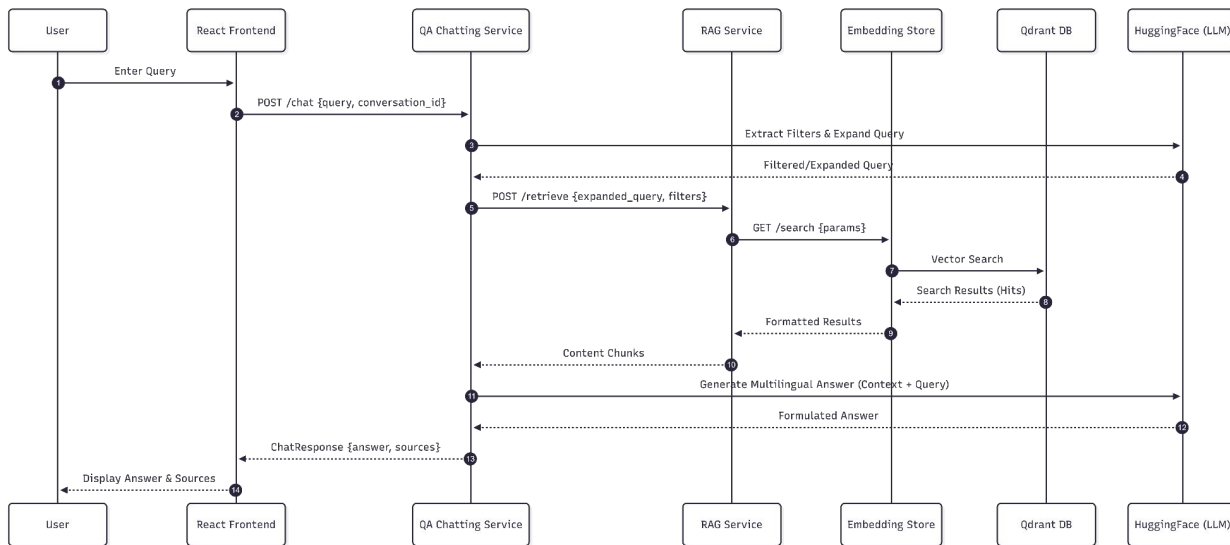 User
React Frontend
QA Chatting Service
RAG Service
Embedding Store
Qdrant DB
HuggingFace (LLM)
Enter Query
1
POST /chat {query, conversation_id}
2
Extract Filters & Expand Query
3
Filtered/Expanded Query
4
POST /retrieve {expanded_query, filters}
5
GET /search {params}
6
Vector Search
7
Search Results (Hits)
8
Formatted Results
9
Content Chunks
10
Generate Multilingual Answer (Context + Query)
11
Formulated Answer
12
ChatResponse {answer, sources}
13
Display Answer & Sources
14
User
React Frontend
QA Chatting Service
RAG Service
Embedding Store
Qdrant DB
HuggingFace (LLM)